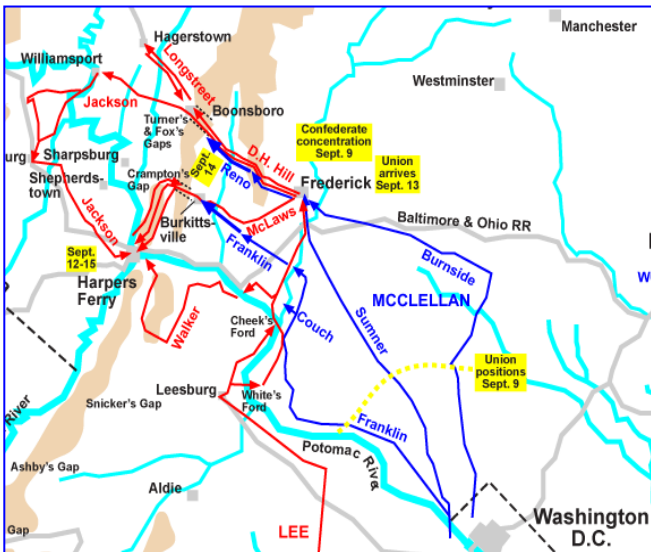 Manchester
Hagerstown
Williamsport
Longstreet
Westminster
Jackson
Boonsboro
Turner's
& Fox's
Gaps
Confederate
concentration
Sept. 9
D.H. Hill
Union
arrives
Sept. 13
urg
Sharpsburg
Sept.
14
Reno
Frederick
Crampton's
Gap
Shepherds-
town
McLaws
Baltimore & Ohio RR
Burkitts-
ville
Jackson
Franklin
Burnside
Sept.
12-15
Harpers
Ferry
MCCLELLAN
Walker
Cheek's
Ford
Couch
Sumner
Union
positions
Sept. 9
Leesburg
White's
Ford
Snicker's Gap
River
Franklin
Potomac River
Ashby's Gap
Aldie
Washington
D.C.
Gap
LEE